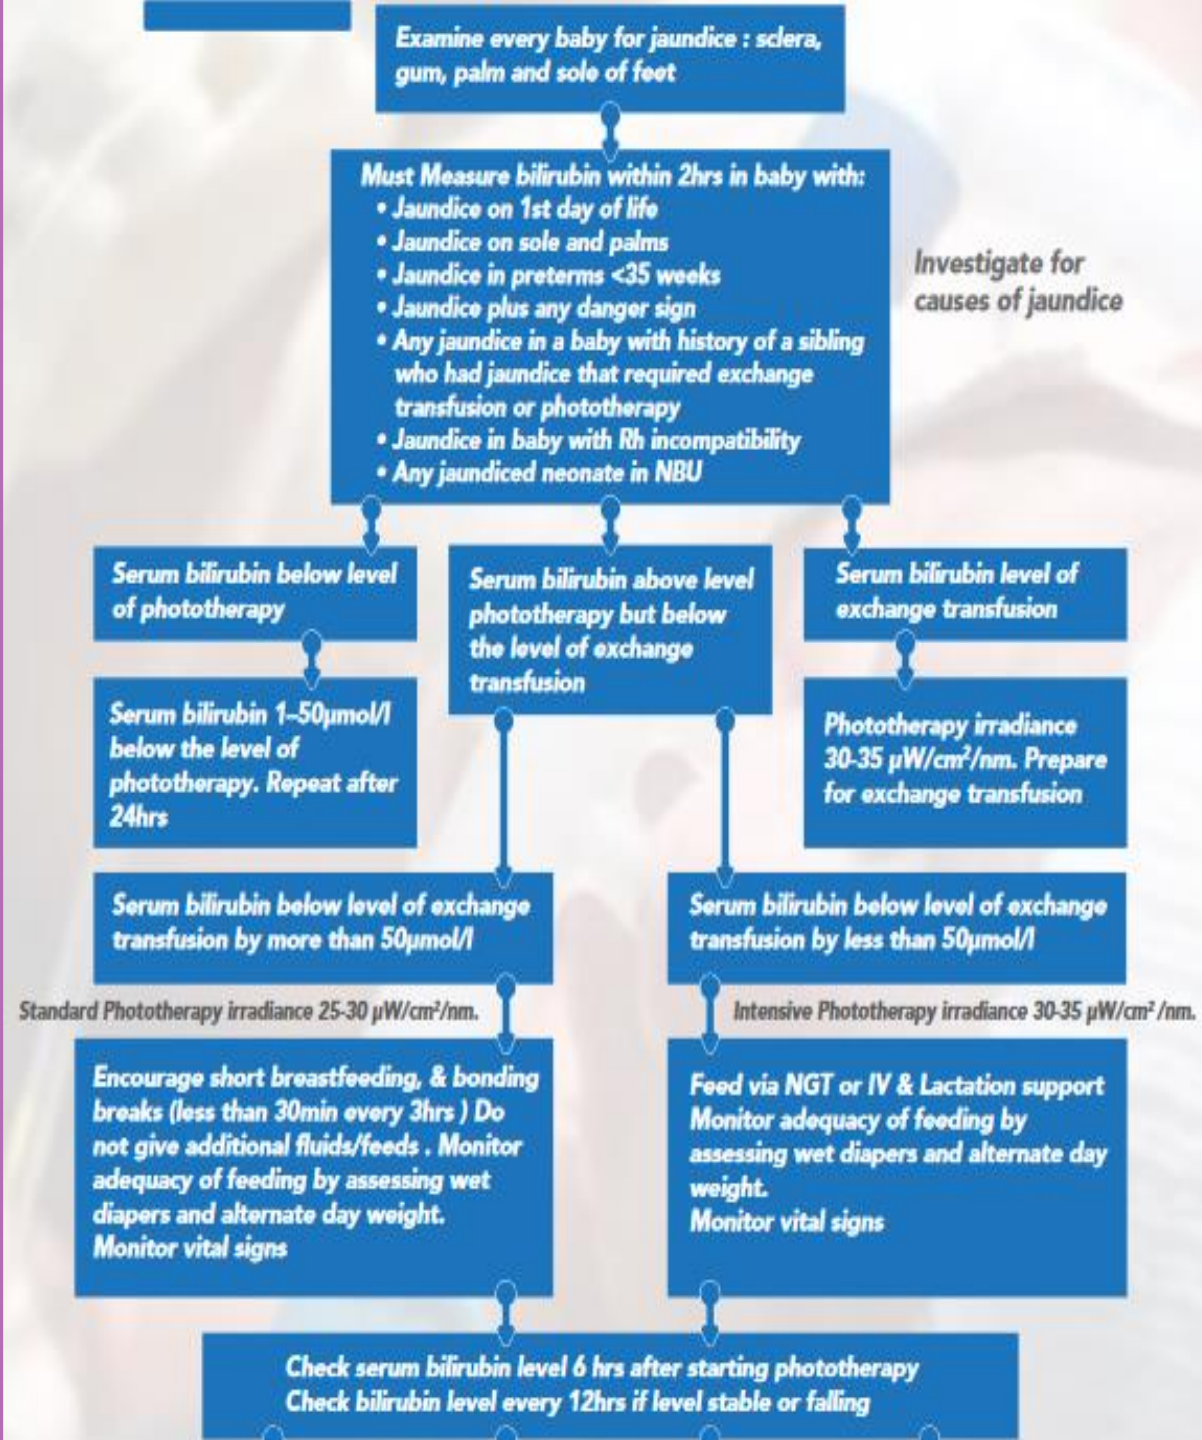 Examine every baby for jaundice : sclera,
gum, palm and sole of feet
Must Measure bilirubin within 2hrs in baby with:
• Jaundice on 1st day of life
• Jaundice on sole and palms
• Jaundice in preterms <35 weeks
• Jaundice plus any danger sign
• Any jaundice in a baby with history of a sibling
who had jaundice that required exchange
transfusion or phototherapy
• Jaundice in baby with Rh incompatibility
• Any jaundiced neonate in NBU
Investigate for
causes of jaundice
Serum bilirubin below level
of phototherapy
Serum bilirubin above level
phototherapy but below
the level of exchange
transfusion
Serum bilirubin level of
exchange transfusion
Serum bilirubin 1–50µmol/l
below the level of
phototherapy. Repeat after
24hrs
Phototherapy irradiance
30-35 µW/cm²/nm. Prepare
for exchange transfusion
Serum bilirubin below level of exchange
transfusion by more than 50µmol/l
Serum bilirubin below level of exchange
transfusion by less than 50µmol/l
Standard Phototherapy irradiance 25-30 µW/cm²/nm.
Intensive Phototherapy irradiance 30-35 µW/cm² /nm.
Encourage short breastfeeding, & bonding
breaks (less than 30min every 3hrs ) Do
not give additional fluids/feeds . Monitor
adequacy of feeding by assessing wet
diapers and alternate day weight.
Monitor vital signs
Feed via NGT or IV & Lactation support
Monitor adequacy of feeding by
assessing wet diapers and alternate day
weight.
Monitor vital signs
Check serum bilirubin level 6 hrs after starting phototherapy
Check bilirubin level every 12hrs if level stable or falling